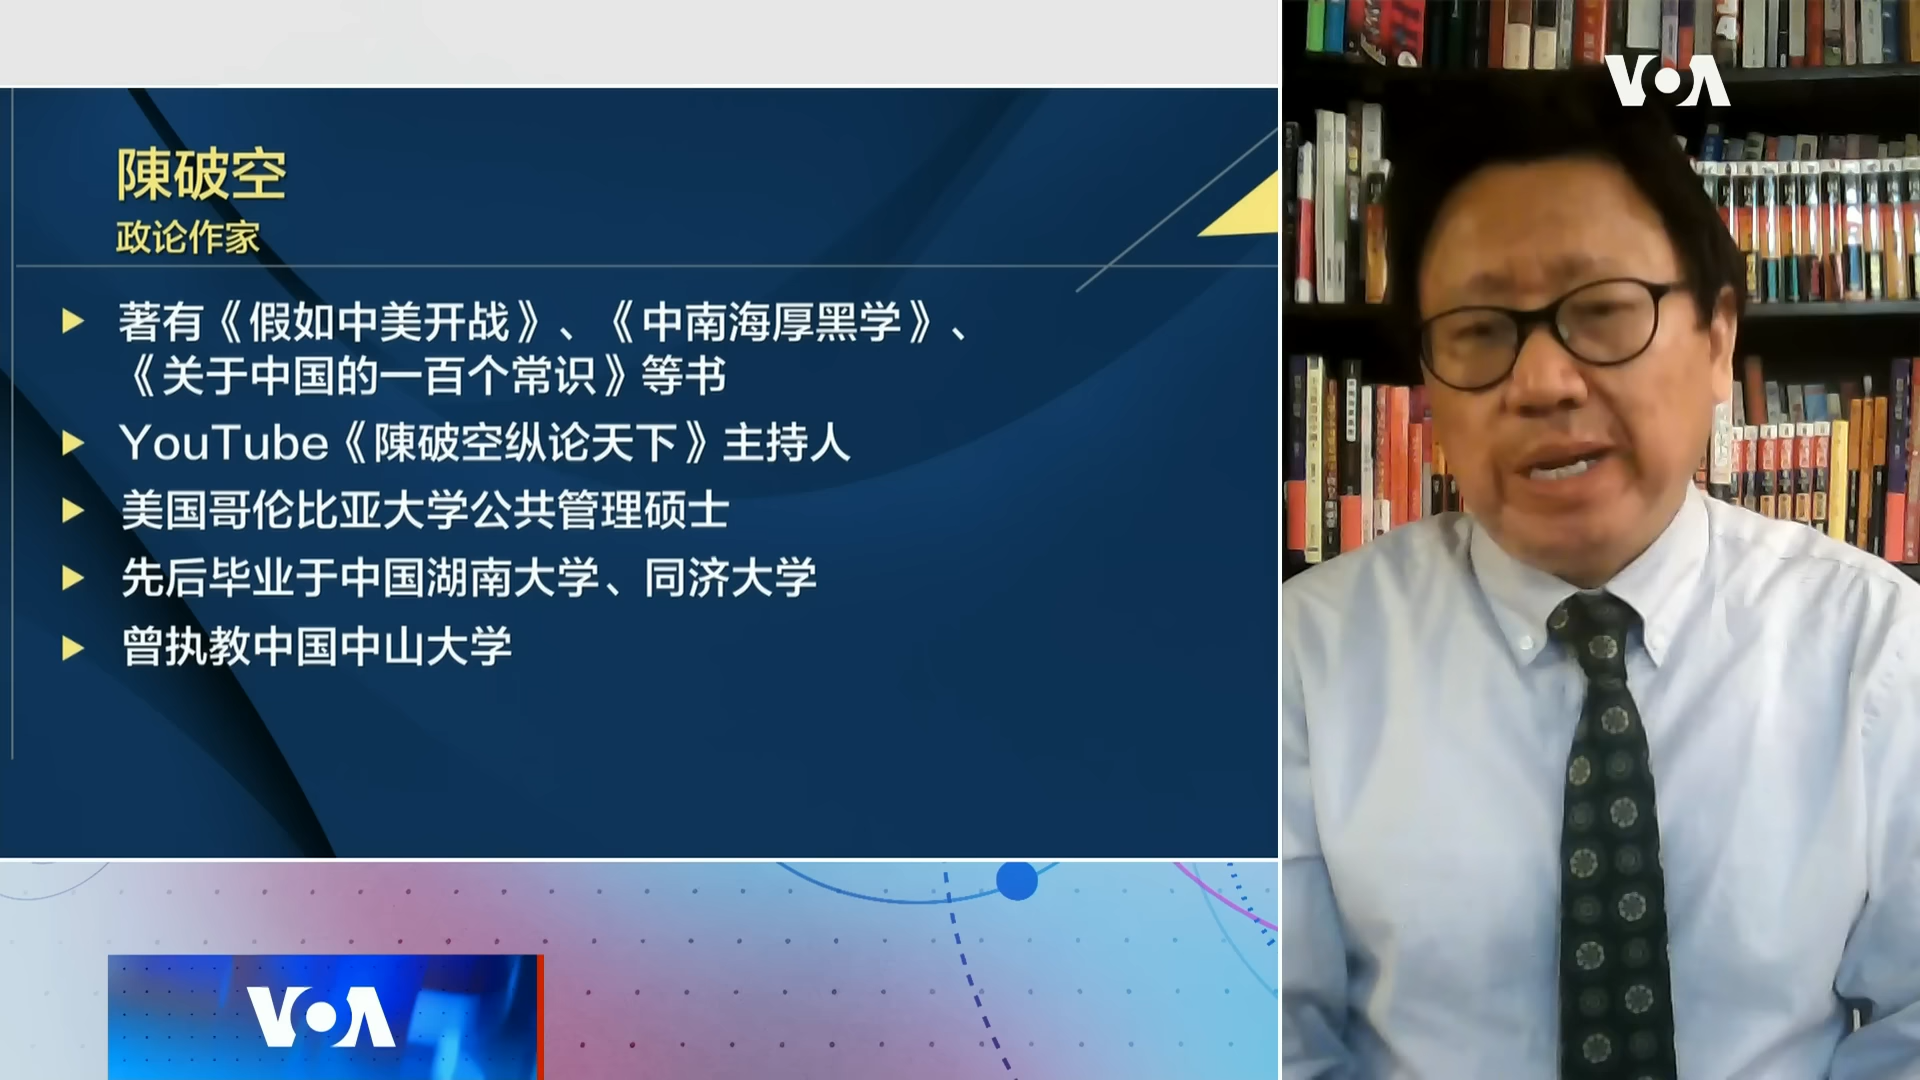 陳破空
政论作家
著有《假如中美开战》、《中南海厚黑学》、
《关于中国的一百个常识》等书
YouTube《陳破空纵论天下》主持人
美国哥伦比亚大学公共管理硕士
先后毕业于中国湖南大学、同济大学
曾执教中国中山大学
VOA
VOA